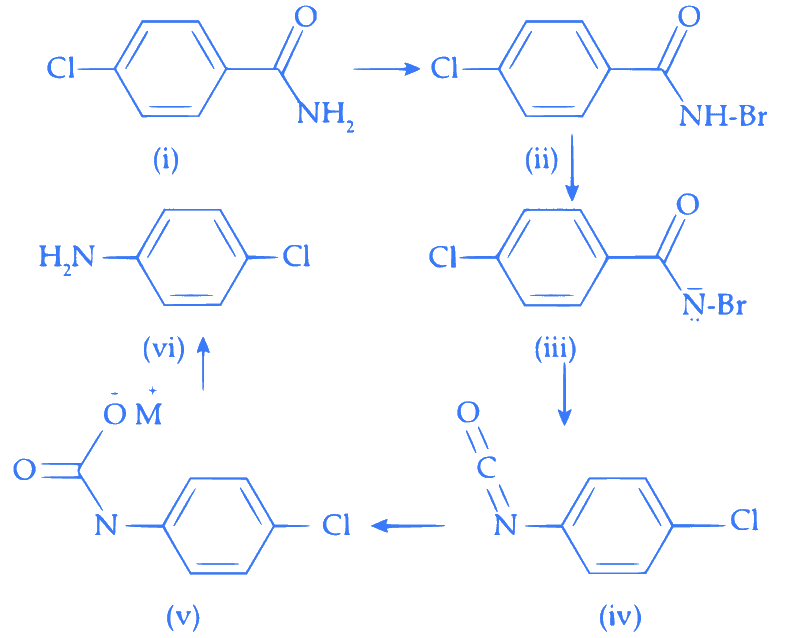 Cl O NH2 Cl O NH-Br
(i) (ii)
H2N Cl Cl O N̄-Br
(vi) (iii)
O⁻ M⁺ O
O N Cl C N Cl
(v) (iv)